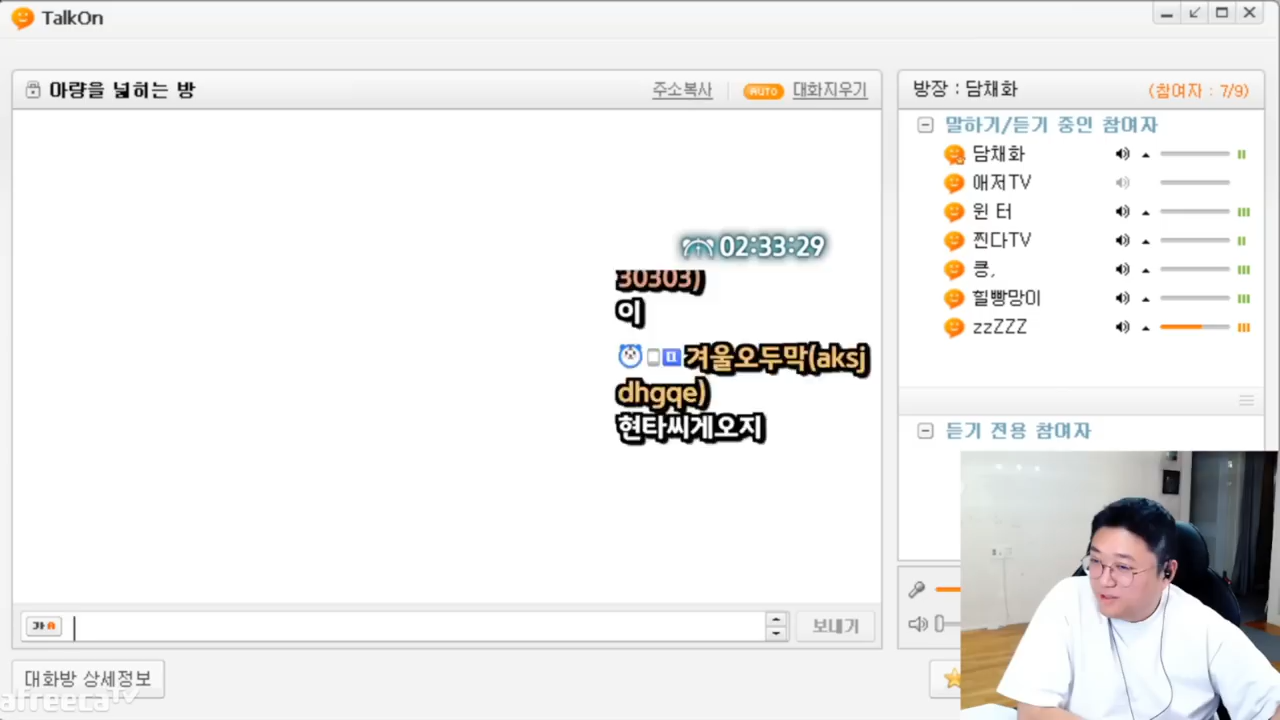 TalkOn
아량을 넓히는 방
주소복사
AUTO
대화지우기
02:33:29
30303)
이
겨울오두막(aksj
dhgqe)
현타씨게오지
보내기
대화방 상세정보
afreecaTV
방장 : 담채화
(참여자 : 7/9)
말하기/듣기 중인 참여자
담채화
애저TV
윈 터
찐다TV
킁,
힐빵망이
zzZZZ
듣기 전용 참여자